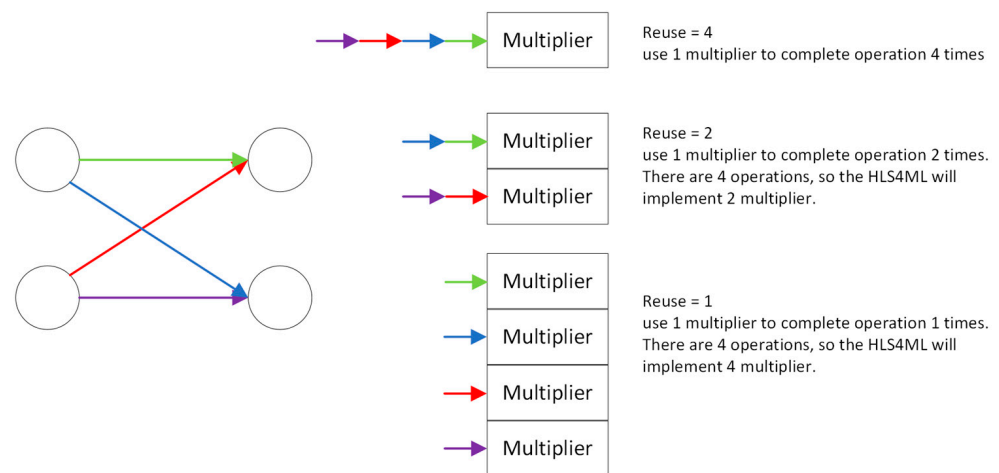 Multiplier
Reuse = 4
use 1 multiplier to complete operation 4 times
Multiplier
Multiplier
Reuse = 2
use 1 multiplier to complete operation 2 times.
There are 4 operations, so the HLS4ML will
implement 2 multiplier.
Multiplier
Multiplier
Multiplier
Multiplier
Reuse = 1
use 1 multiplier to complete operation 1 times.
There are 4 operations, so the HLS4ML will
implement 4 multiplier.